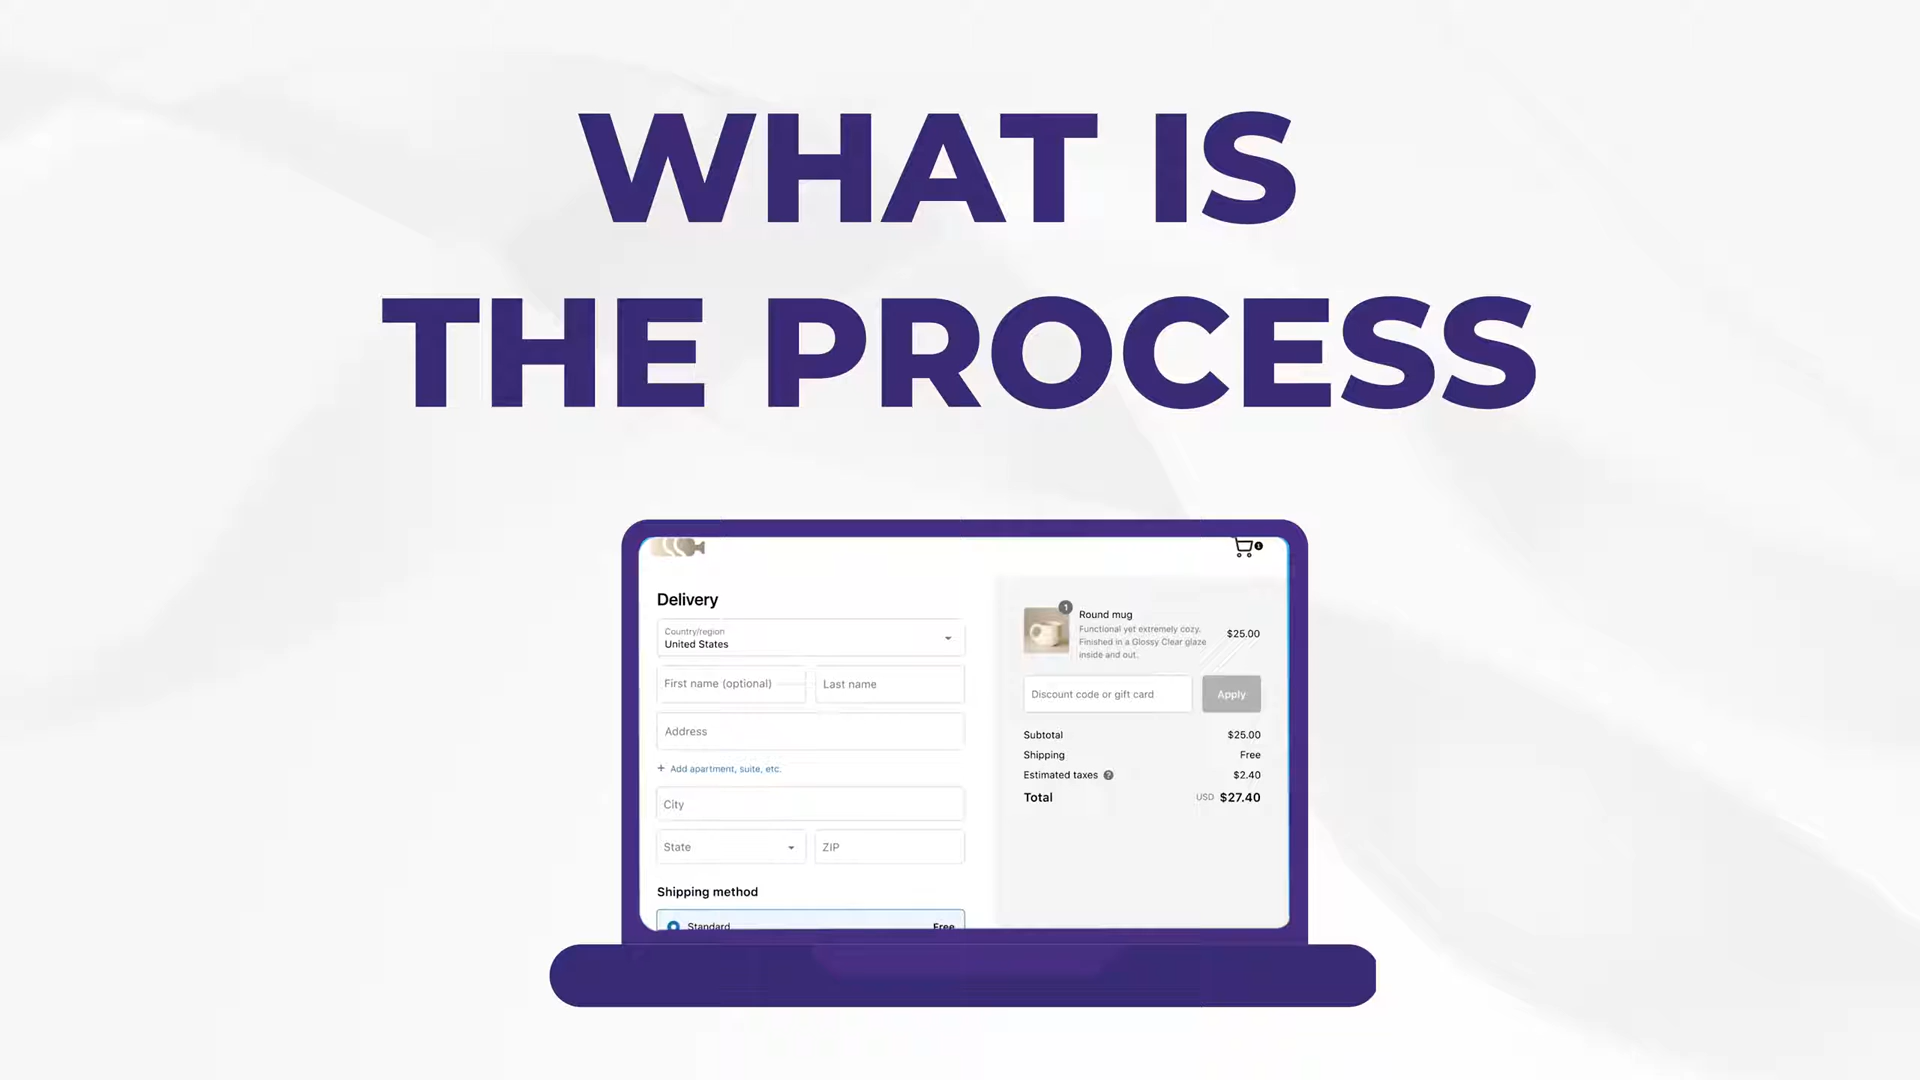 WHAT IS
THE PROCESS
1
Delivery
Country/region
United States
First name (optional)
Last name
Address
+ Add apartment, suite, etc.
City
State
ZIP
Shipping method
Standard
Free
1
Round mug
Functional yet extremely cozy.
Finished in a Glossy Clear glaze
inside and out.
$25.00
Discount code or gift card
Apply
Subtotal $25.00
Shipping Free
Estimated taxes ? $2.40
Total USD $27.40